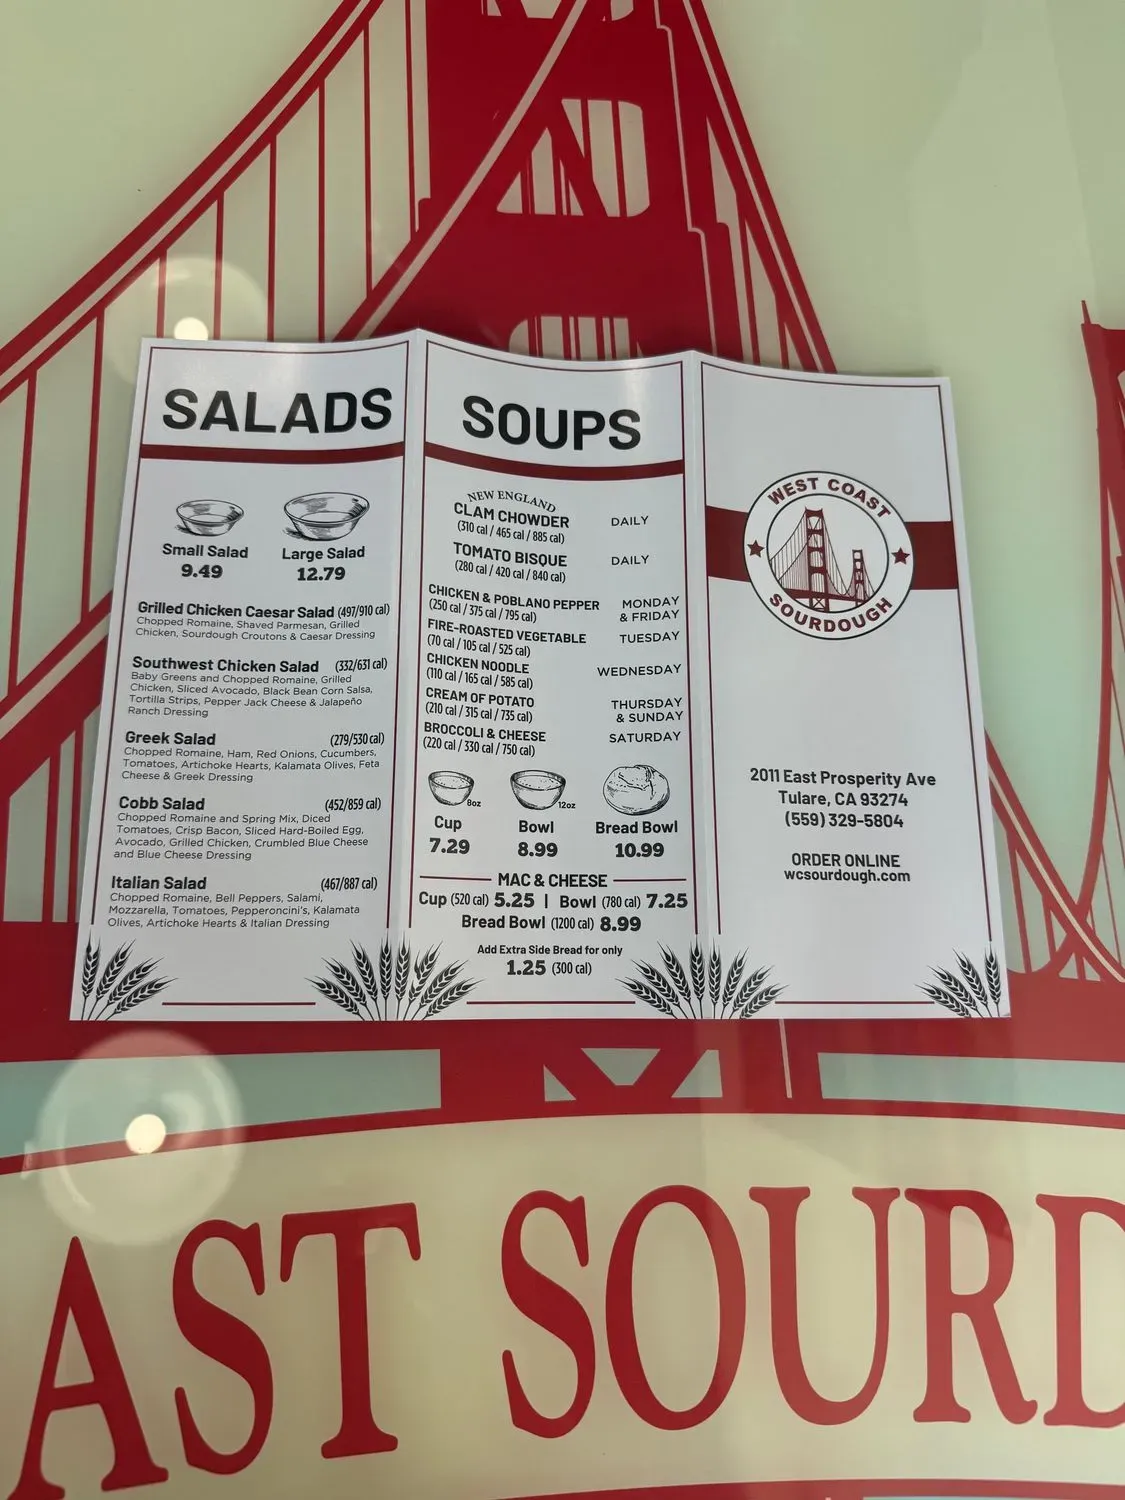 SALADS
Small Salad
9.49
Large Salad
12.79
Grilled Chicken Caesar Salad (497/910 cal)
Chopped Romaine, Shaved Parmesan, Grilled
Chicken, Sourdough Croutons & Caesar Dressing
Southwest Chicken Salad (332/631 cal)
Baby Greens and Chopped Romaine, Grilled
Chicken, Sliced Avocado, Black Bean Corn Salsa,
Tortilla Strips, Pepper Jack Cheese & Jalapeño
Ranch Dressing
Greek Salad (279/530 cal)
Chopped Romaine, Ham, Red Onions, Cucumbers,
Tomatoes, Artichoke Hearts, Kalamata Olives, Feta
Cheese & Greek Dressing
Cobb Salad (452/859 cal)
Chopped Romaine and Spring Mix, Diced
Tomatoes, Crisp Bacon, Sliced Hard-Boiled Egg,
Avocado, Grilled Chicken, Crumbled Blue Cheese
and Blue Cheese Dressing
Italian Salad (467/887 cal)
Chopped Romaine, Bell Peppers, Salami,
Mozzarella, Tomatoes, Pepperoncini's, Kalamata
Olives, Artichoke Hearts & Italian Dressing
SOUPS
NEW ENGLAND
CLAM CHOWDER DAILY
(310 cal / 465 cal / 885 cal)
TOMATO BISQUE DAILY
(280 cal / 420 cal / 840 cal)
CHICKEN & POBLANO PEPPER MONDAY
(250 cal / 375 cal / 795 cal) & FRIDAY
FIRE-ROASTED VEGETABLE TUESDAY
(70 cal / 105 cal / 525 cal)
CHICKEN NOODLE WEDNESDAY
(110 cal / 165 cal / 585 cal)
CREAM OF POTATO THURSDAY
(210 cal / 315 cal / 735 cal) & SUNDAY
BROCCOLI & CHEESE SATURDAY
(220 cal / 330 cal / 750 cal)
8oz
12oz
Cup Bowl Bread Bowl
7.29 8.99 10.99
MAC & CHEESE
Cup (520 cal) 5.25 | Bowl (780 cal) 7.25
Bread Bowl (1200 cal) 8.99
Add Extra Side Bread for only
1.25 (300 cal)
WEST COAST
SOURDOUGH
2011 East Prosperity Ave
Tulare, CA 93274
(559) 329-5804
ORDER ONLINE
wcsourdough.com
AST SOURD